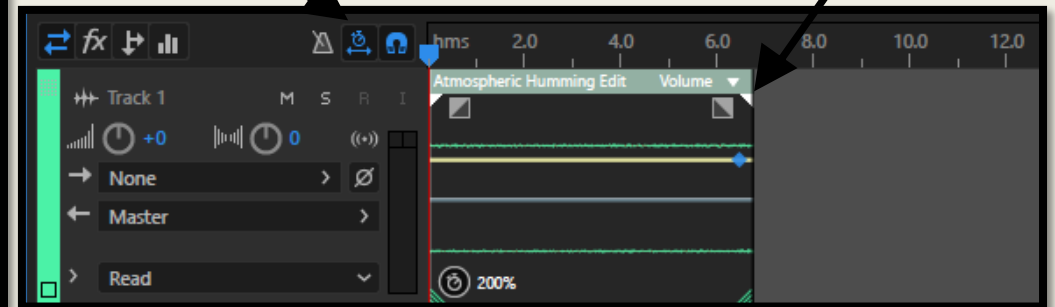 fx hms 2.0 4.0 6.0 8.0 10.0 12.0
Atmospheric Humming Edit Volume
Track 1 M S R I
+0 0
None
Master
Read
200%